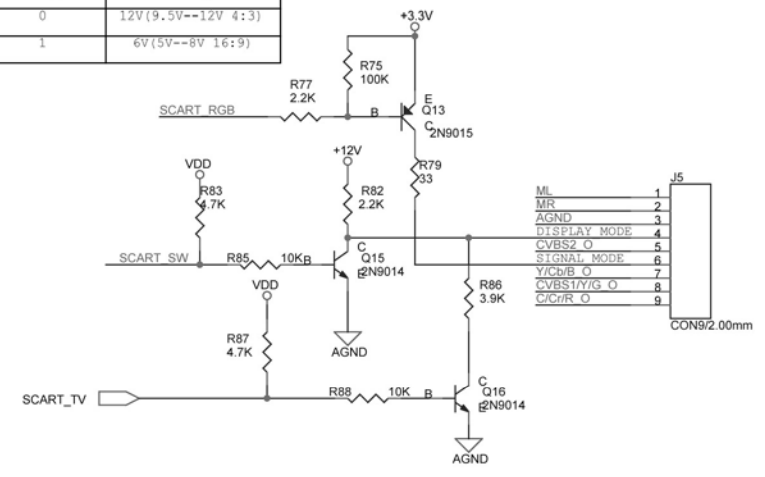 0 12V(9.5V--12V 4:3)
1 6V(5V--8V 16:9)
+3.3V
R75
100K
R77
2.2K
SCART_RGB
B
E
Q13
C
2N9015
+12V
R79
33
VDD
R83
4.7K
R82
2.2K
J5
ML 1
MR 2
AGND 3
DISPLAY MODE 4
CVBS2_O 5
SIGNAL MODE 6
Y/Cb/B_O 7
CVBS1/Y/G_O 8
C/Cr/R_O 9
CON9/2.00mm
SCART_SW
R85
10K
B
C
Q15
2N9014
E
VDD
R86
3.9K
R87
4.7K
AGND
SCART_TV
R88
10K
B
C
Q16
2N9014
E
AGND